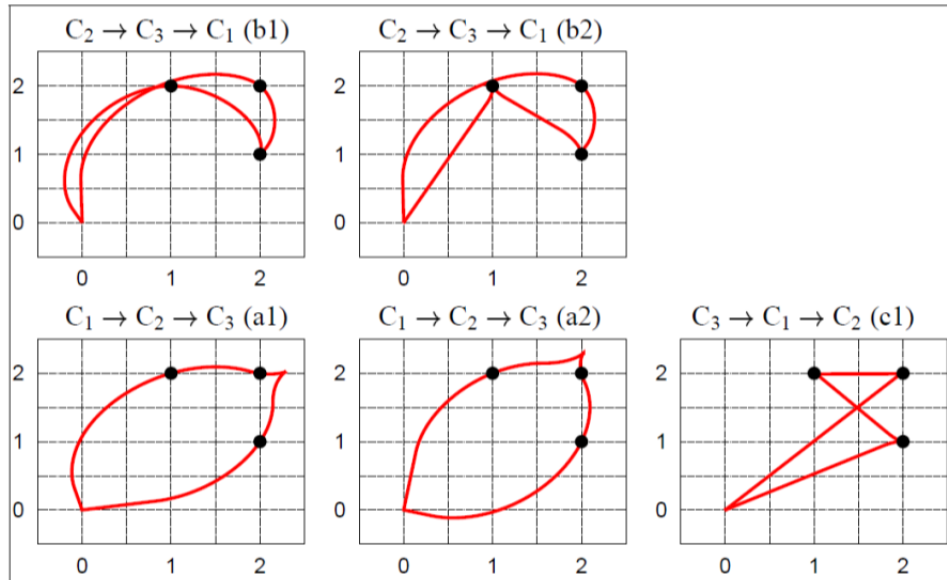 C₂ → C₃ → C₁ (b1)
C₂ → C₃ → C₁ (b2)
2
1
0
0 1 2
2
1
0
0 1 2
C₁ → C₂ → C₃ (a1)
C₁ → C₂ → C₃ (a2)
C₃ → C₁ → C₂ (c1)
2
1
0
0 1 2
2
1
0
0 1 2
2
1
0
0 1 2